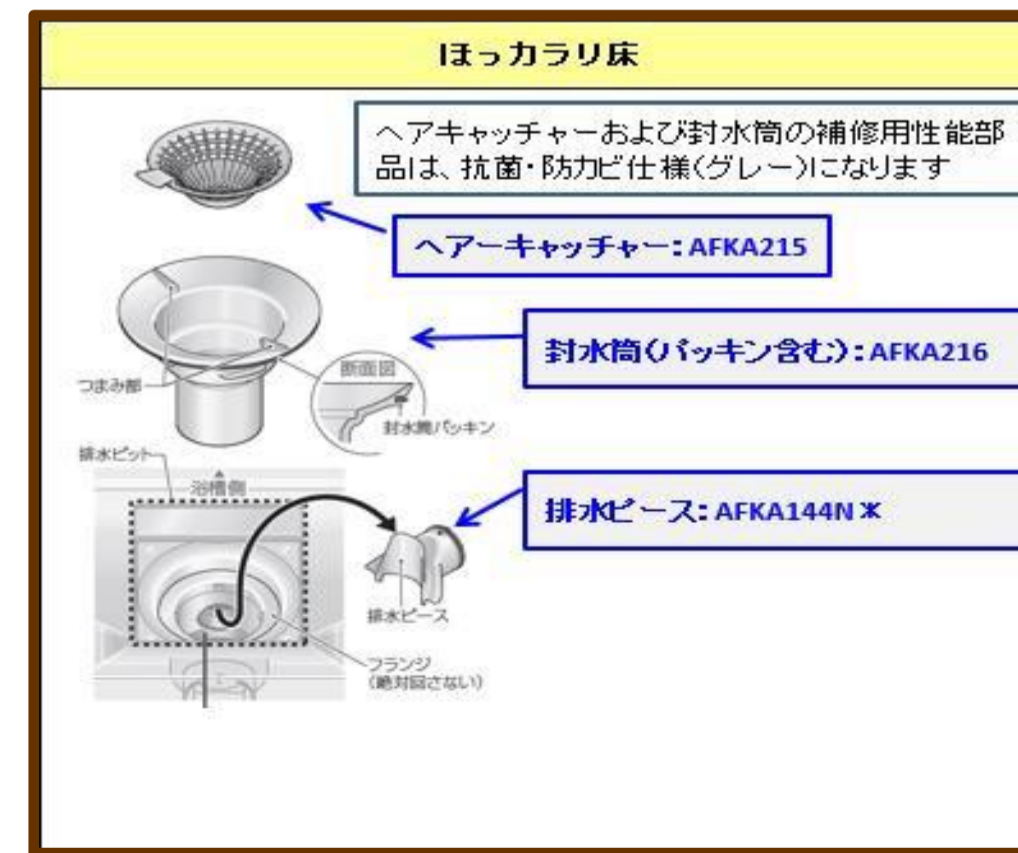 ほっカラリ床
ヘアキャッチャーおよび封水筒の補修用性能部
品は、抗菌・防カビ仕様(グレー)になります
ヘアーキャッチャー:AFKA215
封水筒(パッキン含む):AFKA216
断面図
つまみ部
封水筒パッキン
排水ピット
浴槽側
排水ピース:AFKA144N※
排水ピース
フランジ
(絶対回さない)